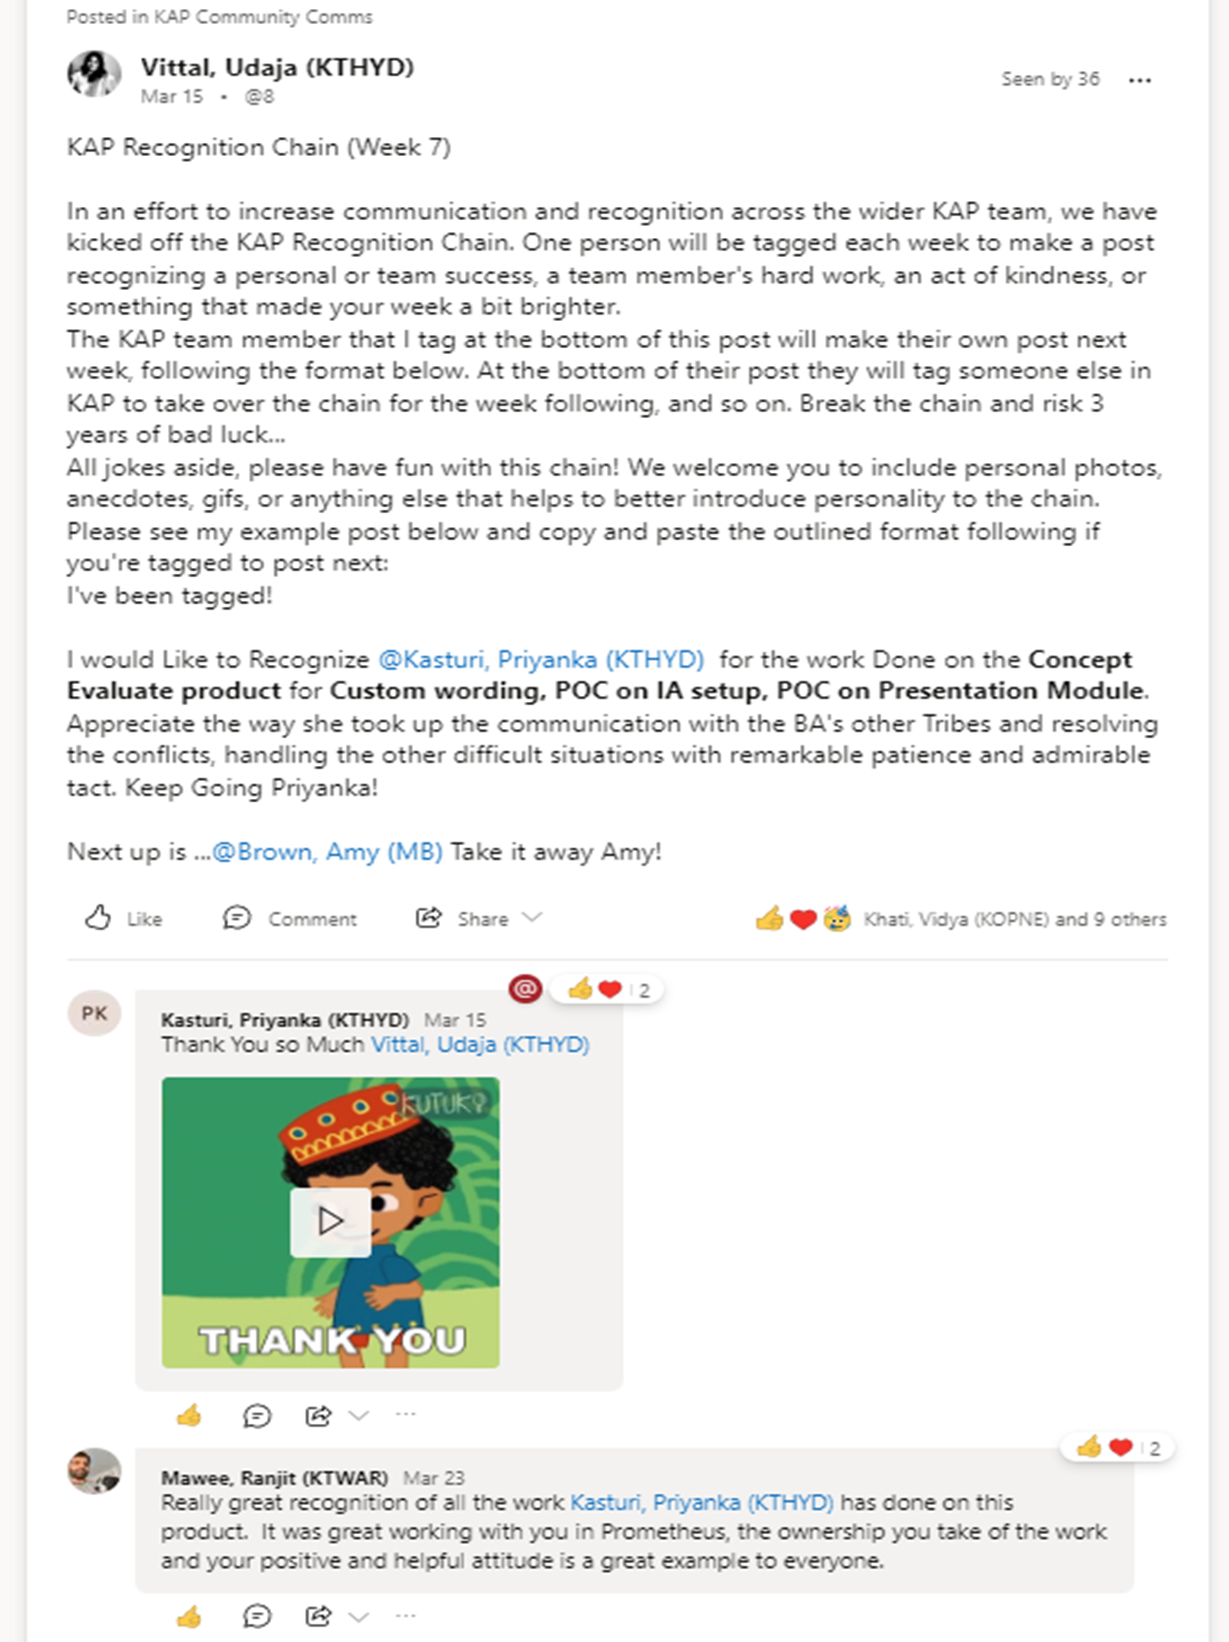 Posted in KAP Community Comms
Vittal, Udaja (KTHYD)
Mar 15 • @8
Seen by 36
KAP Recognition Chain (Week 7)
In an effort to increase communication and recognition across the wider KAP team, we have
kicked off the KAP Recognition Chain. One person will be tagged each week to make a post
recognizing a personal or team success, a team member's hard work, an act of kindness, or
something that made your week a bit brighter.
The KAP team member that I tag at the bottom of this post will make their own post next
week, following the format below. At the bottom of their post they will tag someone else in
KAP to take over the chain for the week following, and so on. Break the chain and risk 3
years of bad luck...
All jokes aside, please have fun with this chain! We welcome you to include personal photos,
anecdotes, gifs, or anything else that helps to better introduce personality to the chain.
Please see my example post below and copy and paste the outlined format following if
you're tagged to post next:
I've been tagged!
I would Like to Recognize @Kasturi, Priyanka (KTHYD) for the work Done on the Concept
Evaluate product for Custom wording, POC on IA setup, POC on Presentation Module.
Appreciate the way she took up the communication with the BA's other Tribes and resolving
the conflicts, handling the other difficult situations with remarkable patience and admirable
tact. Keep Going Priyanka!
Next up is ...@Brown, Amy (MB) Take it away Amy!
Like Comment Share
Khati, Vidya (KOPNE) and 9 others
@ 2
PK
Kasturi, Priyanka (KTHYD) Mar 15
Thank You so Much Vittal, Udaja (KTHYD)
KUTUKI
THANK YOU
2
Mawee, Ranjit (KTWAR) Mar 23
Really great recognition of all the work Kasturi, Priyanka (KTHYD) has done on this
product. It was great working with you in Prometheus, the ownership you take of the work
and your positive and helpful attitude is a great example to everyone.